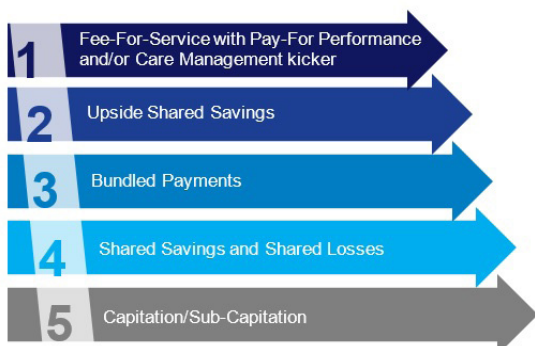 1
Fee-For-Service with Pay-For Performance
and/or Care Management kicker
2
Upside Shared Savings
3
Bundled Payments
4
Shared Savings and Shared Losses
5
Capitation/Sub-Capitation